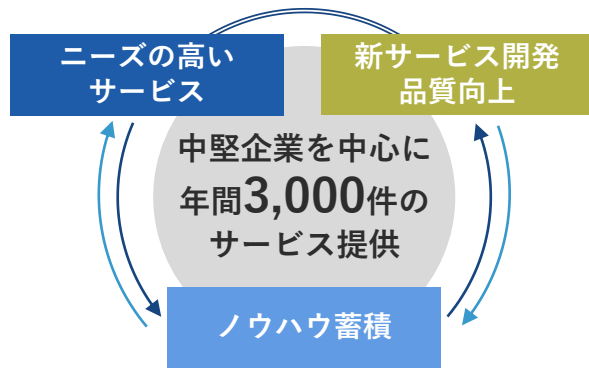 ニーズの高い
サービス
新サービス開発
品質向上
中堅企業を中心に
年間3,000件の
サービス提供
ノウハウ蓄積